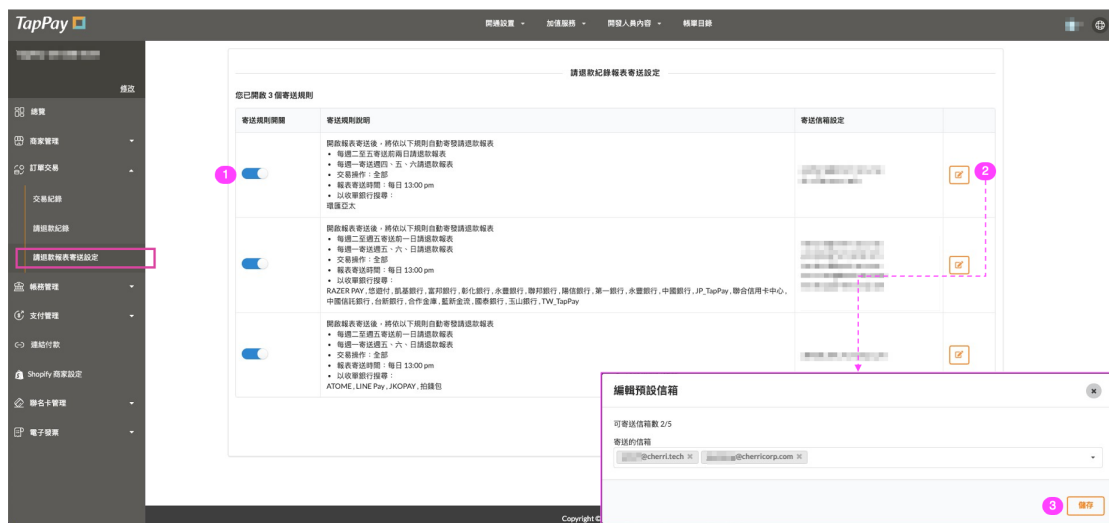 TapPay
開通設置
加值服務
開發人員內容
帳單目錄
修改
總覽
商家管理
訂單交易
交易紀錄
請退款紀錄
請退款報表寄送設定
帳務管理
支付管理
連結付款
Shopify 商家設定
聯名卡管理
電子發票
請退款紀錄報表寄送設定
您已開啟 3 個寄送規則
寄送規則開關
寄送規則說明
寄送信箱設定
1
開啟報表寄送後，將依以下規則自動寄發請退款報表
• 每週二至五寄送前兩日請退款報表
• 每週一寄送週四、五、六請退款報表
• 交易操作：全部
• 報表寄送時間：每日 13:00 pm
• 以收單銀行搜尋：
環匯亞太
2
開啟報表寄送後，將依以下規則自動寄發請退款報表
• 每週二至週五寄送前一日請退款報表
• 每週一寄送週五、六、日請退款報表
• 交易操作：全部
• 報表寄送時間：每日 13:00 pm
• 以收單銀行搜尋：
RAZER PAY , 悠遊付 , 凱基銀行 , 富邦銀行 , 彰化銀行 , 永豐銀行 , 聯邦銀行 , 陽信銀行 , 第一銀行 , 永豐銀行 , 中國銀行 , JP_TapPay , 聯合信用卡中心 ,
中國信託銀行 , 台新銀行 , 合作金庫 , 藍新金流 , 國泰銀行 , 玉山銀行 , TW_TapPay
開啟報表寄送後，將依以下規則自動寄發請退款報表
• 每週二至週五寄送前一日請退款報表
• 每週一寄送週五、六、日請退款報表
• 交易操作：全部
• 報表寄送時間：每日 13:00 pm
• 以收單銀行搜尋：
ATOME , LINE Pay , JKOPAY , 拍錢包
編輯預設信箱
可寄送信箱數 2/5
寄送的信箱
@cherri.tech ×
@cherricorp.com ×
3
儲存
Copyright ©